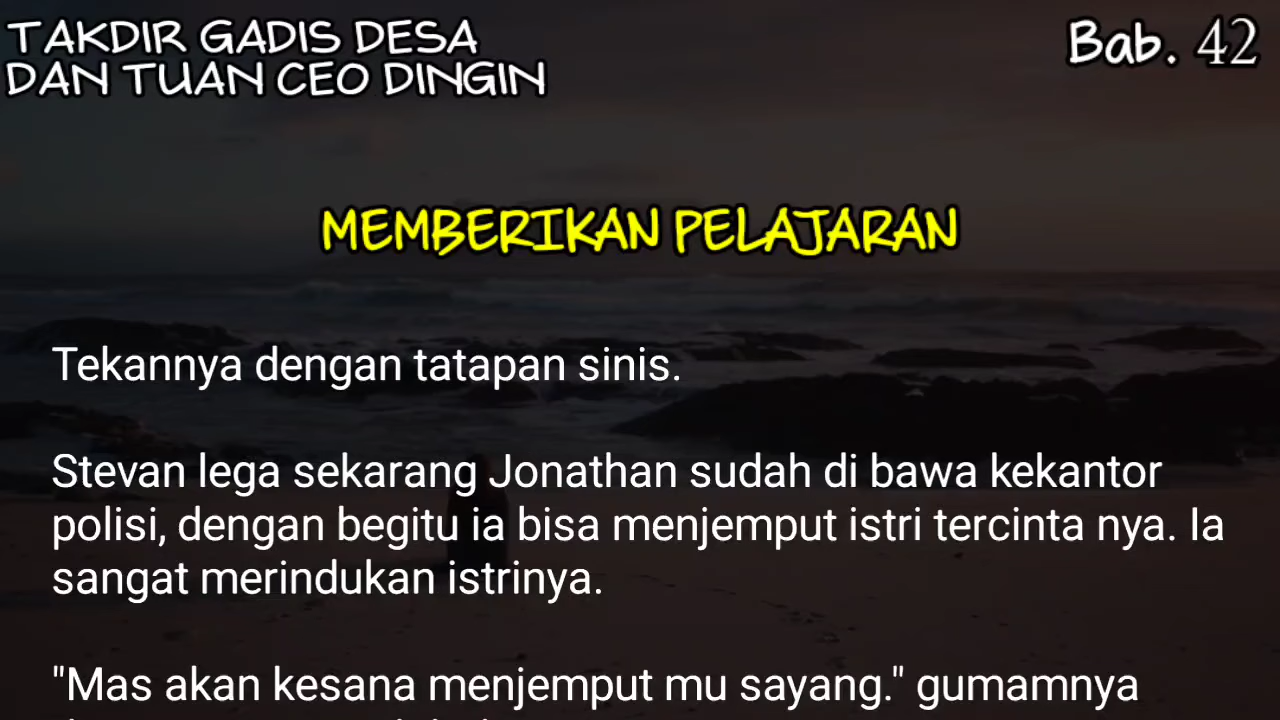 TAKDIR GADIS DESA
DAN TUAN CEO DINGIN
Bab. 42
MEMBERIKAN PELAJARAN
Tekannya dengan tatapan sinis.
Stevan lega sekarang Jonathan sudah di bawa kekantor
polisi, dengan begitu ia bisa menjemput istri tercinta nya. Ia
sangat merindukan istrinya.
"Mas akan kesana menjemput mu sayang." gumamnya